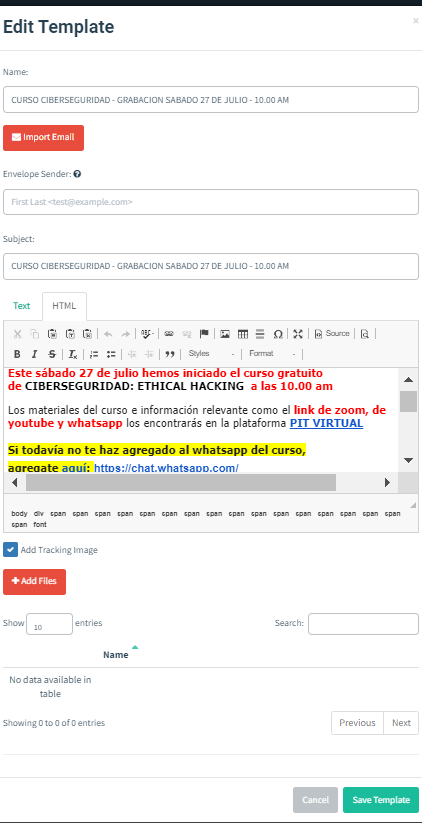 Edit Template
×
Name:
CURSO CIBERSEGURIDAD - GRABACION SABADO 27 DE JULIO - 10.00 AM
Import Email
Envelope Sender:
First Last <test@example.com>
Subject:
CURSO CIBERSEGURIDAD - GRABACION SABADO 27 DE JULIO - 10.00 AM
Text HTML
Source
B I S Styles Format
Este sábado 27 de julio hemos iniciado el curso gratuito
de CIBERSEGURIDAD: ETHICAL HACKING a las 10.00 am
Los materiales del curso e información relevante como el link de zoom, de
youtube y whatsapp los encontrarás en la plataforma PIT VIRTUAL
Si todavía no te haz agregado al whatsapp del curso,
agregate aquí: https://chat.whatsapp.com/
body div span span span span span span span span span span span span span span span span
span font
Add Tracking Image
Add Files
Show 10 entries Search:
Name
No data available in
table
Showing 0 to 0 of 0 entries
Previous Next
Cancel Save Template